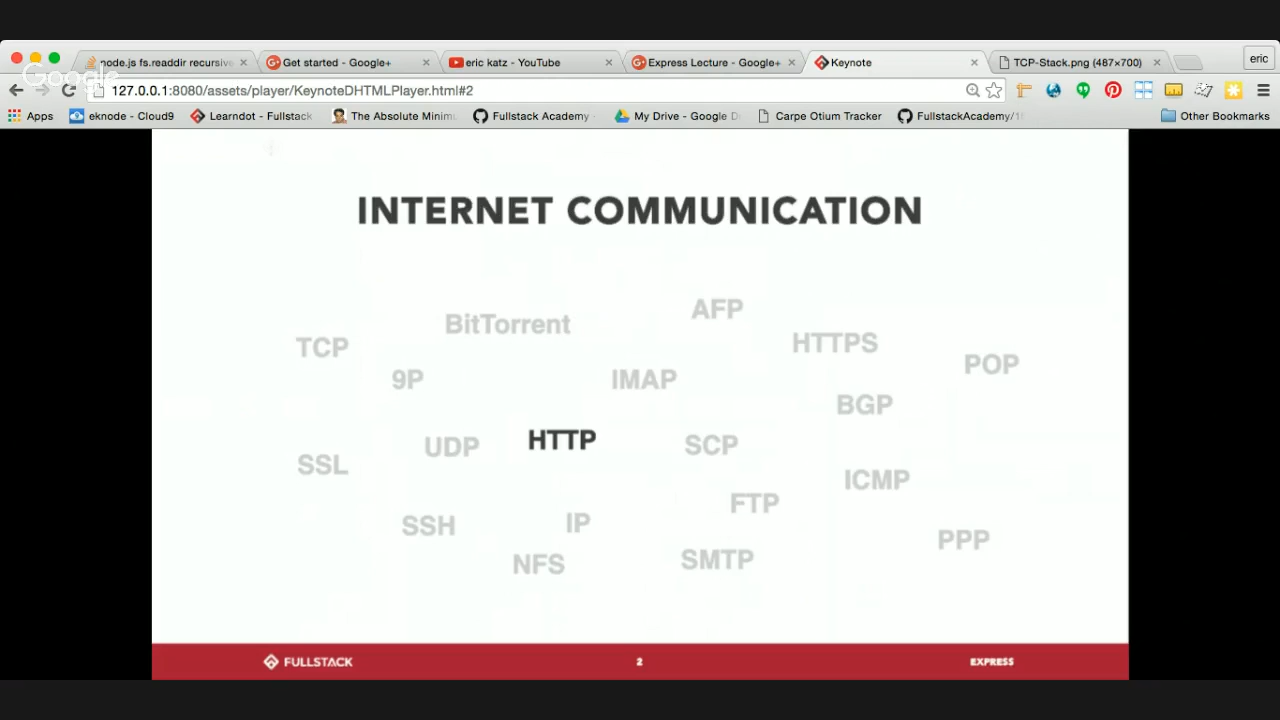 node.js fs.readdir recursive
Get started - Google+
eric katz - YouTube
Express Lecture - Google+
Keynote
TCP-Stack.png (487×700)
eric
Google
127.0.0.1:8080/assets/player/KeynoteDHTMLPlayer.html#2
Apps
eknode - Cloud9
Learndot - Fullstack
The Absolute Minimu
Fullstack Academy
My Drive - Google D
Carpe Otium Tracker
FullstackAcademy/1
Other Bookmarks
INTERNET COMMUNICATION
AFP
BitTorrent
HTTPS
TCP
POP
9P
IMAP
BGP
HTTP
SCP
UDP
SSL
ICMP
FTP
IP
SSH
PPP
SMTP
NFS
FULLSTACK
2
EXPRESS